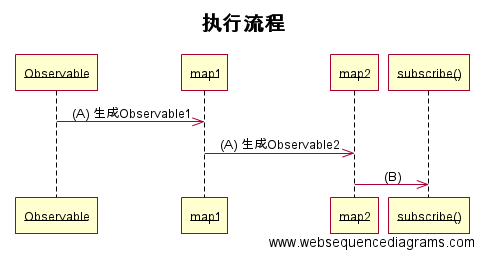 执行流程
Observable map1 map2 subscribe()
(A) 生成Observable1
(A) 生成Observable2
(B)
Observable map1 map2 subscribe()
www.websequencediagrams.com